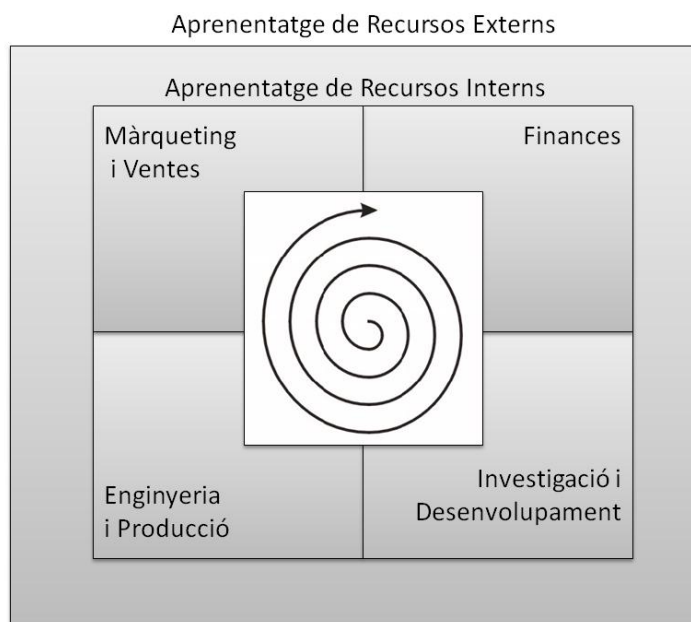 Aprenentatge de Recursos Externs
Aprenentatge de Recursos Interns
Màrqueting
i Ventes
Finances
Enginyeria
i Producció
Investigació i
Desenvolupament